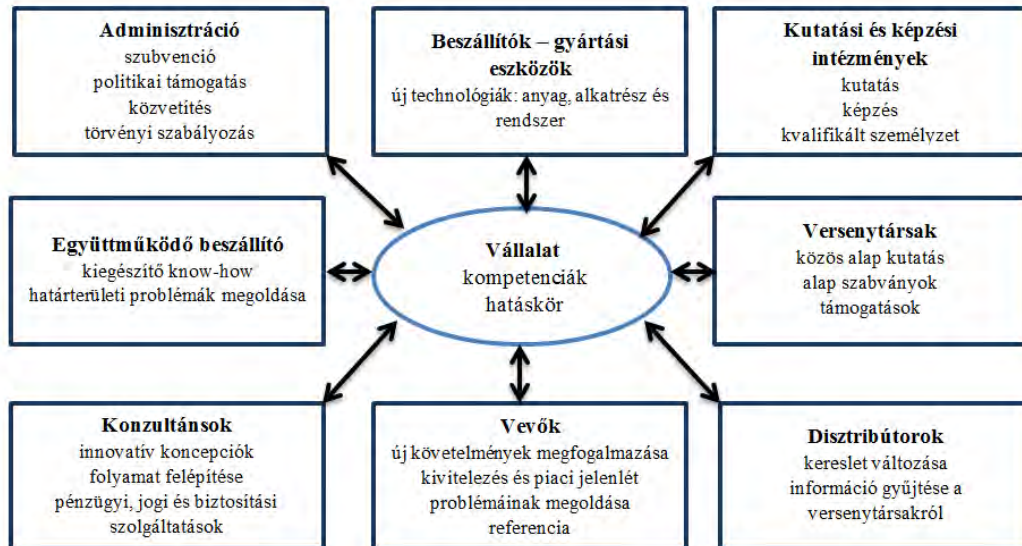 Adminisztráció
szubvenció
politikai támogatás
közvetítés
törvényi szabályozás
Beszállítók – gyártási
eszközök
új technológiák: anyag, alkatrész és
rendszer
Kutatási és képzési
intézmények
kutatás
képzés
kvalifikált személyzet
Együttműködő beszállító
kiegészítő know-how
határterületi problémák megoldása
Vállalat
kompetenciák
hatáskör
Versenytársak
közös alap kutatás
alap szabványok
támogatások
Konzultánsok
innovatív koncepciók
folyamat felépítése
pénzügyi, jogi és biztosítási
szolgáltatások
Vevők
új követelmények megfogalmazása
kivitelezés és piaci jelenlét
problémáinak megoldása
referencia
Disztribútorok
kereslet változása
információ gyűjtése a
versenytársakról